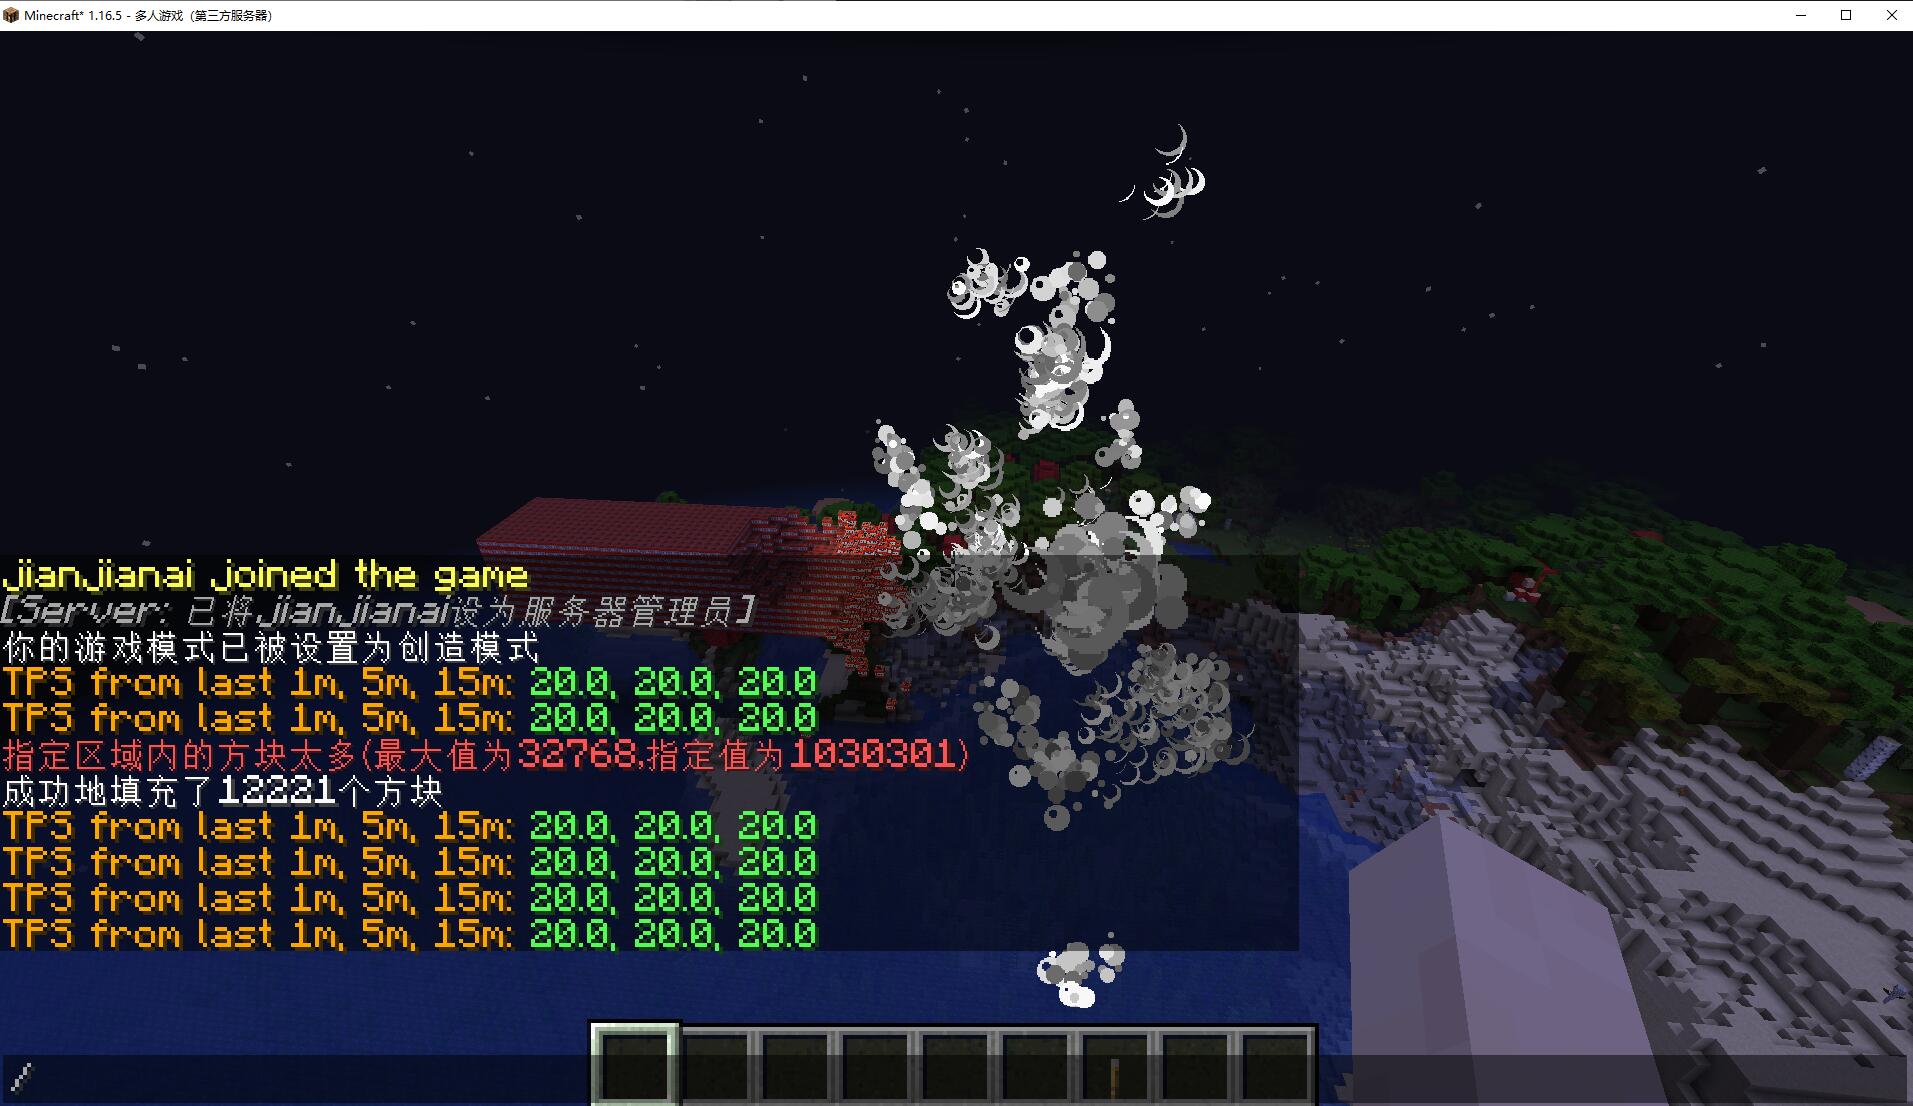 Minecraft* 1.16.5 - 多人游戏（第三方服务器）
jianjianai joined the game
[Server: 已将jianjianai设为服务器管理员]
你的游戏模式已被设置为创造模式
TPS from last 1m, 5m, 15m: 20.0, 20.0, 20.0
TPS from last 1m, 5m, 15m: 20.0, 20.0, 20.0
指定区域内的方块太多(最大值为32768,指定值为1030301)
成功地填充了12221个方块
TPS from last 1m, 5m, 15m: 20.0, 20.0, 20.0
TPS from last 1m, 5m, 15m: 20.0, 20.0, 20.0
TPS from last 1m, 5m, 15m: 20.0, 20.0, 20.0
TPS from last 1m, 5m, 15m: 20.0, 20.0, 20.0
/